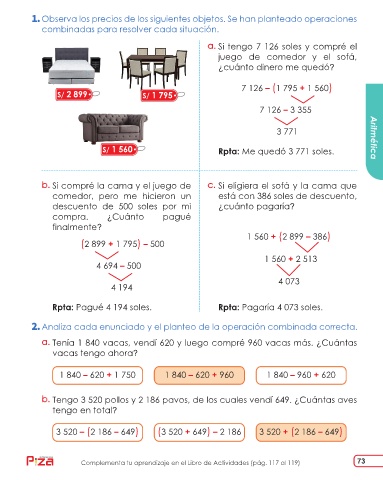 1. Observa los precios de los siguientes objetos. Se han planteado operaciones
combinadas para resolver cada situación.
S/ 2 899
S/ 1 795
S/ 1 560
a. Si tengo 7 126 soles y compré el
juego de comedor y el sofá,
¿cuánto dinero me quedó?
7 126 – (1 795 + 1 560)
7 126 – 3 355
3 771
Rpta: Me quedó 3 771 soles.
Aritmética
b. Si compré la cama y el juego de
comedor, pero me hicieron un
descuento de 500 soles por mi
compra. ¿Cuánto pagué
finalmente?
(2 899 + 1 795) – 500
4 694 – 500
4 194
Rpta: Pagué 4 194 soles.
c. Si eligiera el sofá y la cama que
está con 386 soles de descuento,
¿cuánto pagaría?
1 560 + (2 899 – 386)
1 560 + 2 513
4 073
Rpta: Pagaría 4 073 soles.
2. Analiza cada enunciado y el planteo de la operación combinada correcta.
a. Tenía 1 840 vacas, vendí 620 y luego compré 960 vacas más. ¿Cuántas
vacas tengo ahora?
1 840 – 620 + 1 750
1 840 – 620 + 960
1 840 – 960 + 620
b. Tengo 3 520 pollos y 2 186 pavos, de los cuales vendí 649. ¿Cuántas aves
tengo en total?
3 520 – (2 186 – 649)
(3 520 + 649) – 2 186
3 520 + (2 186 – 649)
Complementa tu aprendizaje en el Libro de Actividades (pág. 117 al 119)
73